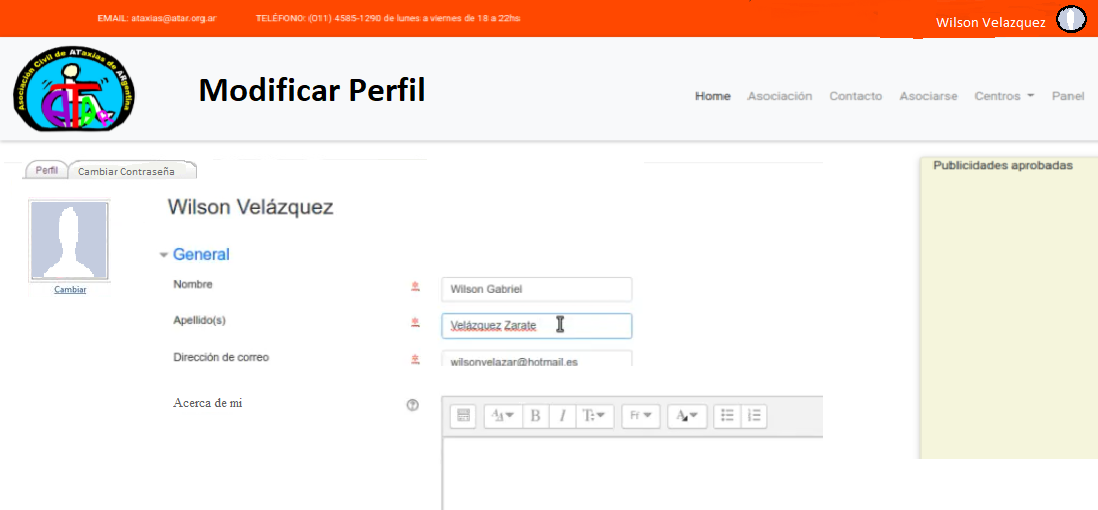 EMAIL: ataxias@atar.org.ar TELÉFONO: (011) 4585-1290 de lunes a viernes de 18 a 22hs
Wilson Velazquez
Asociación Civil de ATaxias de ARgentina
Modificar Perfil
Home Asociación Contacto Asociarse Centros Panel
Perfil Cambiar Contraseña
Publicidades aprobadas
Wilson Velázquez
Cambiar
General
Nombre Wilson Gabriel
Apellido(s) Velázquez Zarate
Dirección de correo wilsonvelazar@hotmail.es
Acerca de mi
B I T Ff A